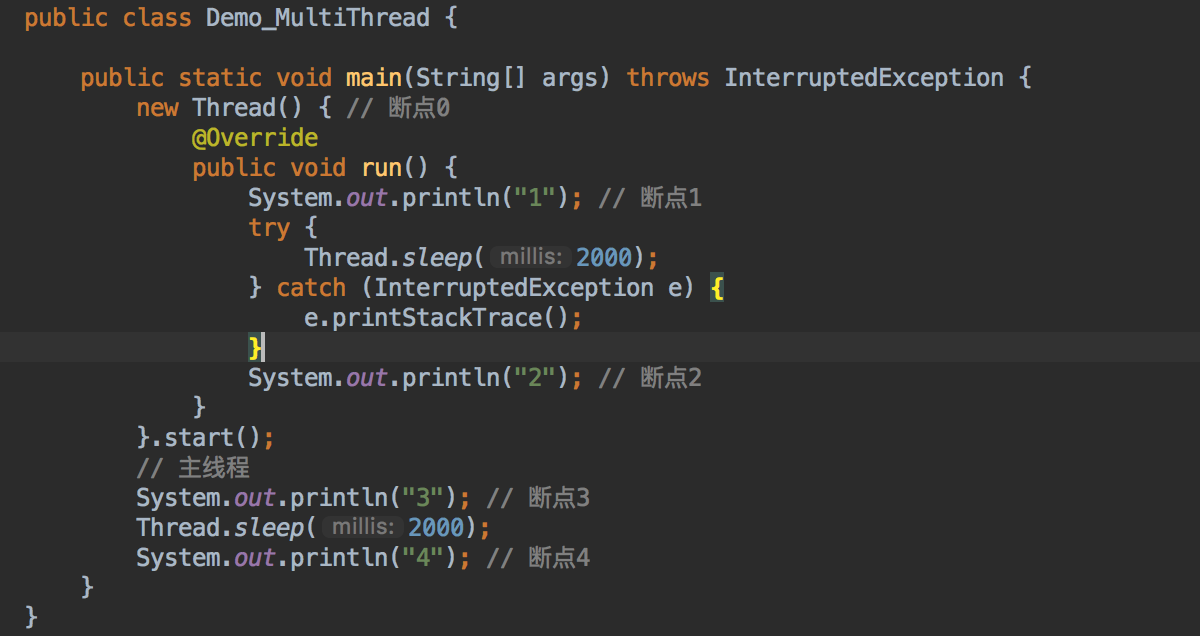 public class Demo_MultiThread {
public static void main(String[] args) throws InterruptedException {
new Thread() { // 断点0
@Override
public void run() {
System.out.println("1"); // 断点1
try {
Thread.sleep( millis: 2000);
} catch (InterruptedException e) {
e.printStackTrace();
}
System.out.println("2"); // 断点2
}
}.start();
// 主线程
System.out.println("3"); // 断点3
Thread.sleep( millis: 2000);
System.out.println("4"); // 断点4
}
}